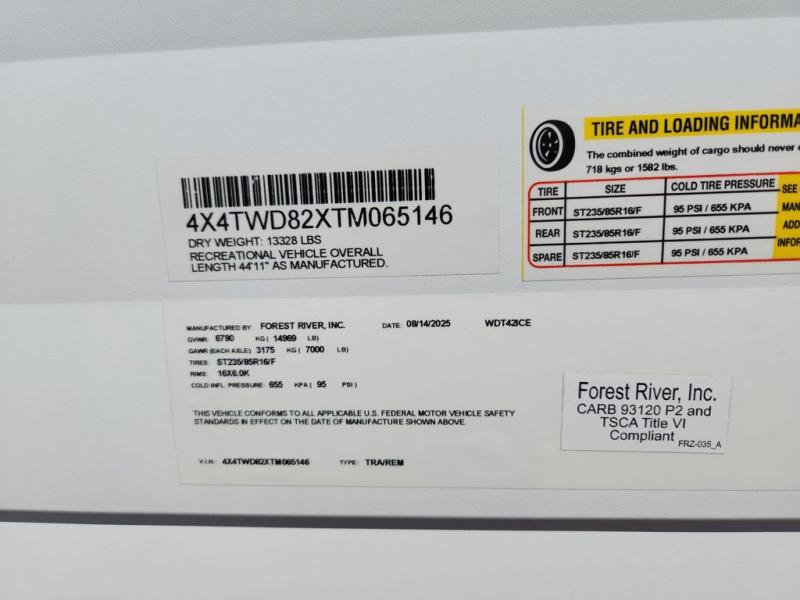 4X4TWD82XTM065146
DRY WEIGHT: 13328 LBS
RECREATIONAL VEHICLE OVERALL
LENGTH 44'11" AS MANUFACTURED.
TIRE AND LOADING INFORMA
The combined weight of cargo should never
718 kgs or 1582 lbs.
TIRE SIZE COLD TIRE PRESSURE SEE
FRONT ST235/85R16/F 95 PSI / 655 KPA MAN
REAR ST235/85R16/F 95 PSI / 655 KPA ADD
SPARE ST235/85R16/F 95 PSI / 655 KPA INFOR
MANUFACTURED BY: FOREST RIVER, INC. DATE: 08/14/2025 WDT42ICE
GVWR: 6790 KG ( 14969 LB)
GAWR (EACH AXLE): 3175 KG ( 7000 LB)
TIRES: ST235/85R16/F
RIMS: 16X6.0K
COLD INFL. PRESSURE: 655 KPA ( 95 PSI)
THIS VEHICLE CONFORMS TO ALL APPLICABLE U.S. FEDERAL MOTOR VEHICLE SAFETY
STANDARDS IN EFFECT ON THE DATE OF MANUFACTURE SHOWN ABOVE.
V.I.N.: 4X4TWD82XTM065146 TYPE: TRA/REM
Forest River, Inc.
CARB 93120 P2 and
TSCA Title VI
Compliant
FRZ-035_A